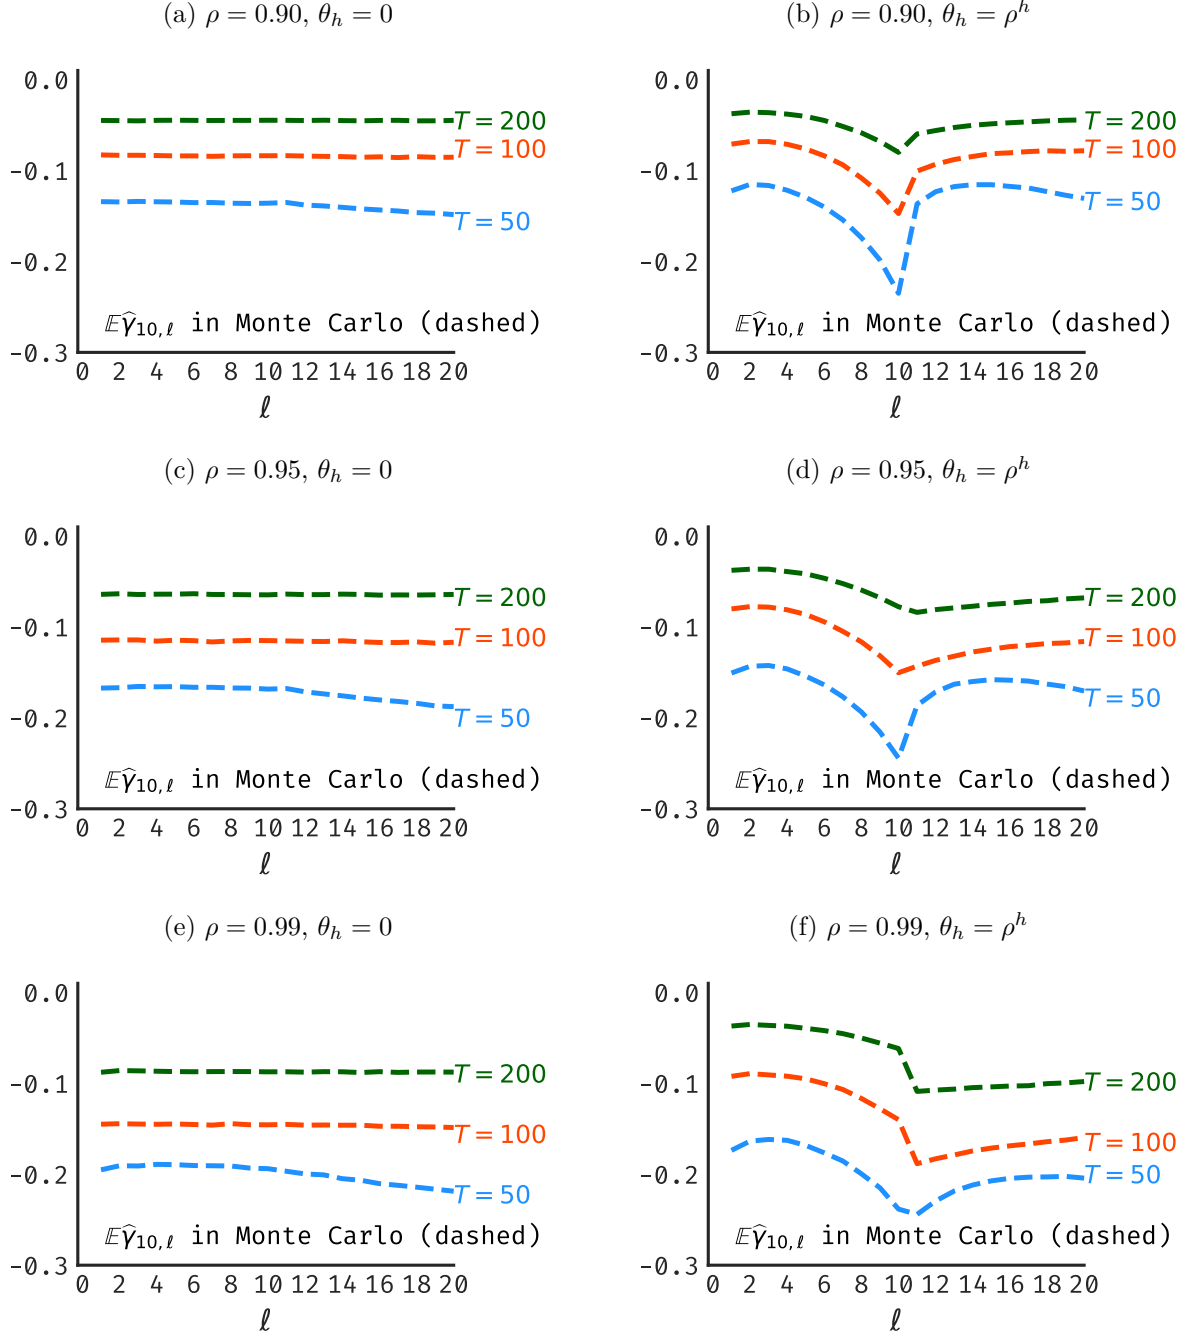 (a) ρ = 0.90, θ_h = 0
0.0
-0.1
-0.2
-0.3
T = 200
T = 100
T = 50
𝔼γ̂₁₀,ℓ in Monte Carlo (dashed)
0 2 4 6 8 10 12 14 16 18 20
ℓ
(b) ρ = 0.90, θ_h = ρ^h
0.0
-0.1
-0.2
-0.3
T = 200
T = 100
T = 50
𝔼γ̂₁₀,ℓ in Monte Carlo (dashed)
0 2 4 6 8 10 12 14 16 18 20
ℓ
(c) ρ = 0.95, θ_h = 0
0.0
-0.1
-0.2
-0.3
T = 200
T = 100
T = 50
𝔼γ̂₁₀,ℓ in Monte Carlo (dashed)
0 2 4 6 8 10 12 14 16 18 20
ℓ
(d) ρ = 0.95, θ_h = ρ^h
0.0
-0.1
-0.2
-0.3
T = 200
T = 100
T = 50
𝔼γ̂₁₀,ℓ in Monte Carlo (dashed)
0 2 4 6 8 10 12 14 16 18 20
ℓ
(e) ρ = 0.99, θ_h = 0
0.0
-0.1
-0.2
-0.3
T = 200
T = 100
T = 50
𝔼γ̂₁₀,ℓ in Monte Carlo (dashed)
0 2 4 6 8 10 12 14 16 18 20
ℓ
(f) ρ = 0.99, θ_h = ρ^h
0.0
-0.1
-0.2
-0.3
T = 200
T = 100
T = 50
𝔼γ̂₁₀,ℓ in Monte Carlo (dashed)
0 2 4 6 8 10 12 14 16 18 20
ℓ